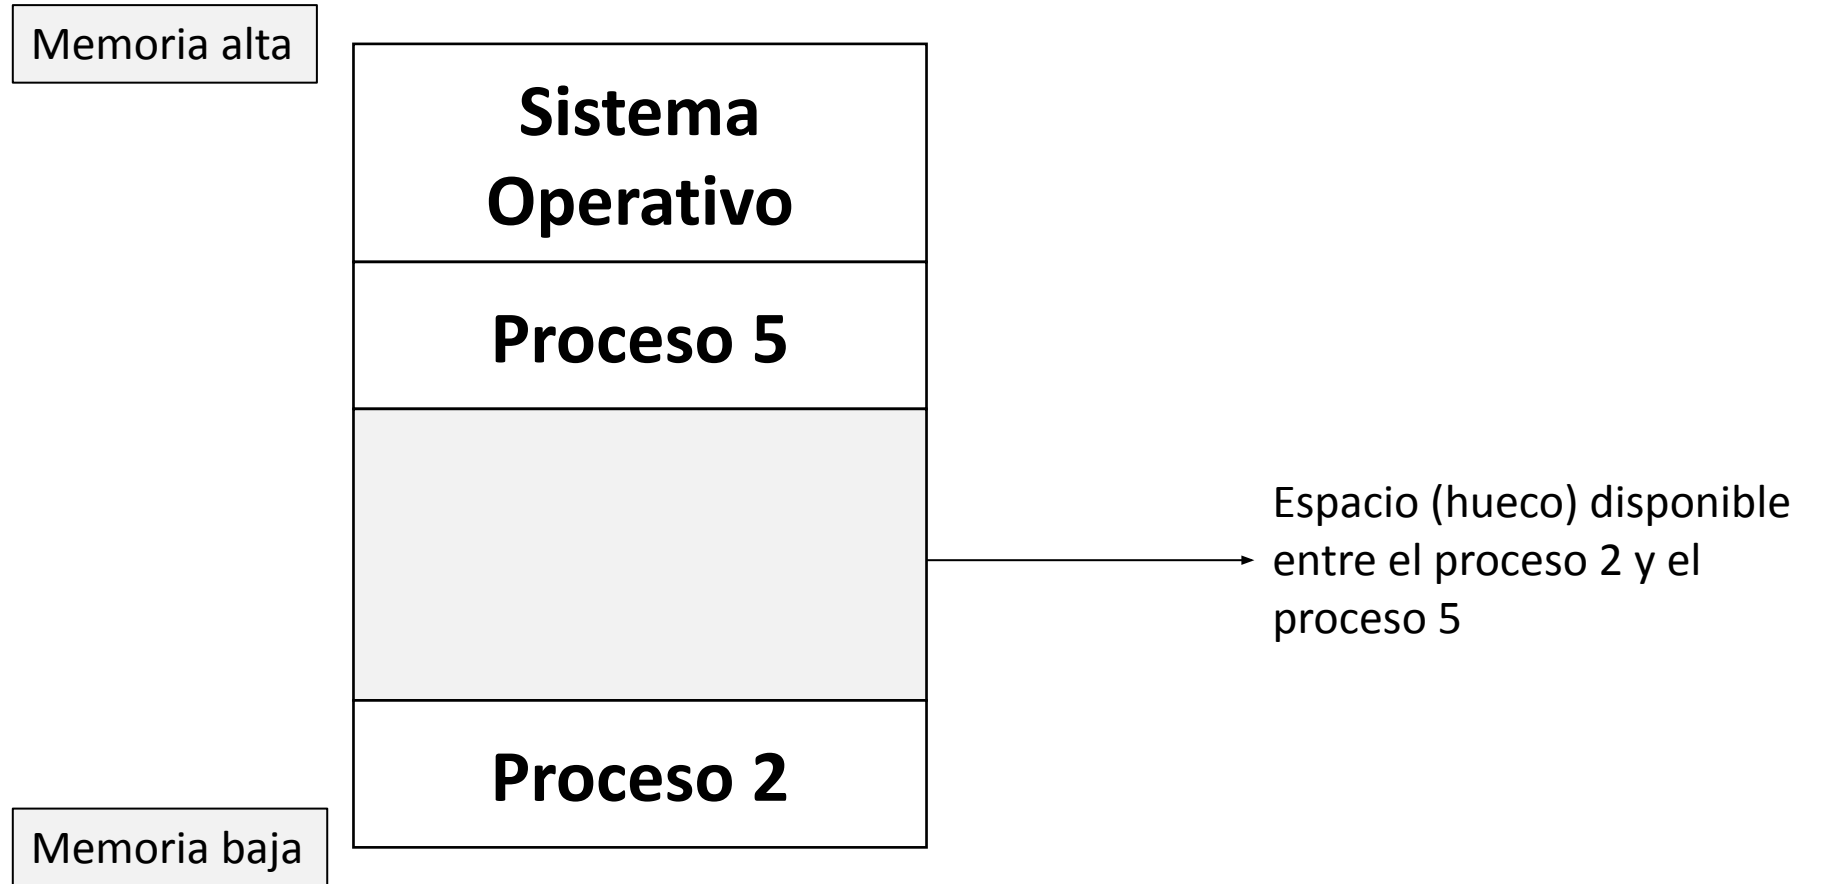 Memoria alta
Sistema
Operativo
Proceso 5
Espacio (hueco) disponible
entre el proceso 2 y el
proceso 5
Proceso 2
Memoria baja